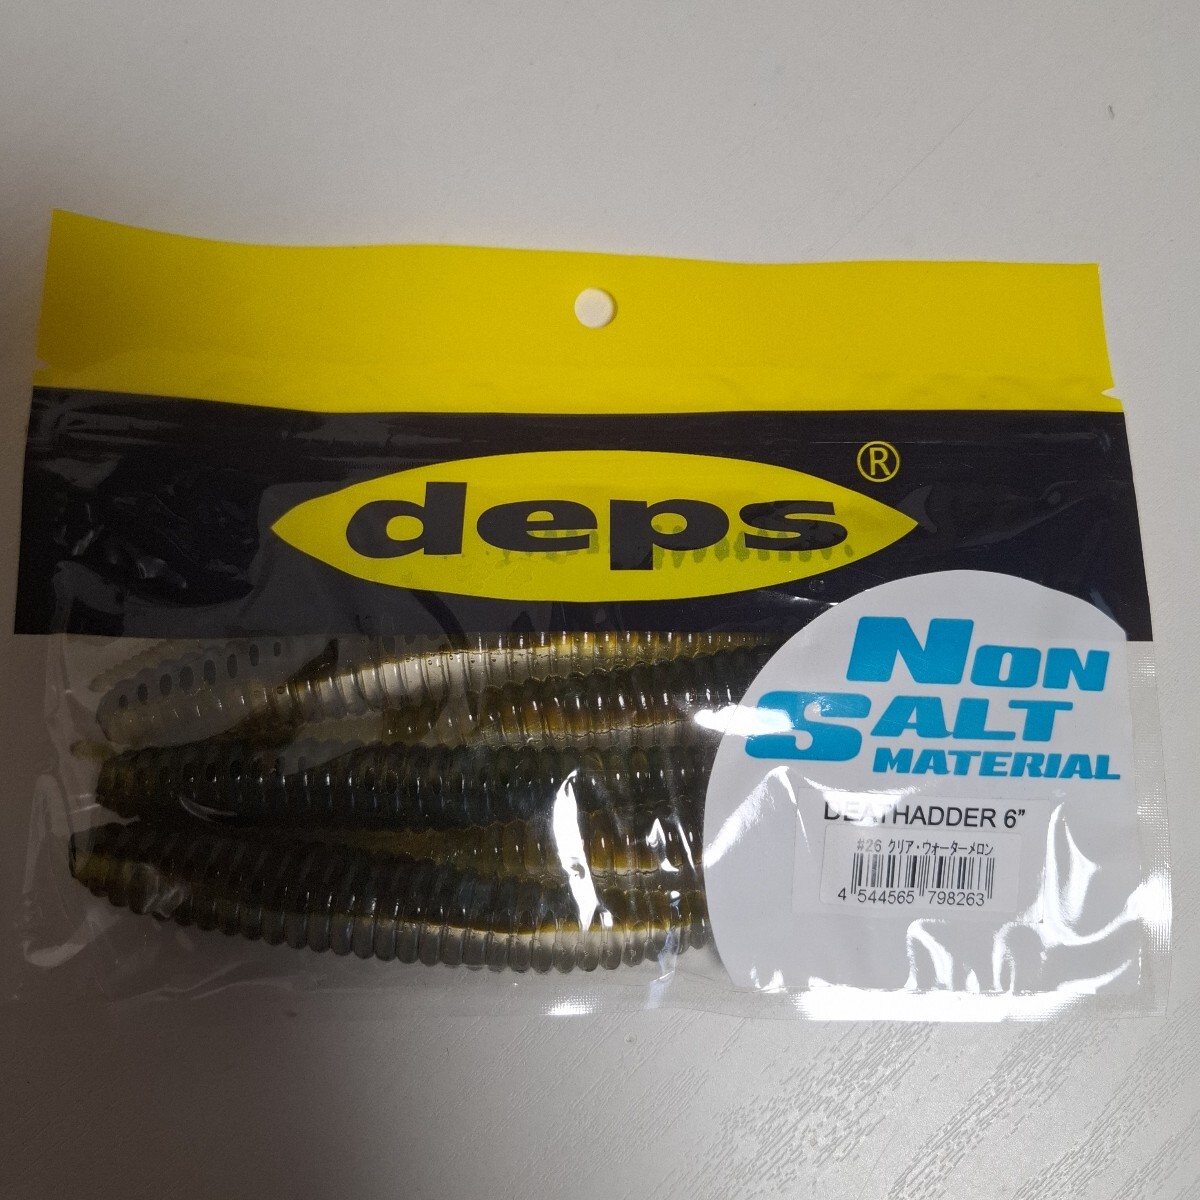 deps®
NON
SALT
MATERIAL
DEATHADDER 6”
#26 クリア・ウォーターメロン
4 544565 798263